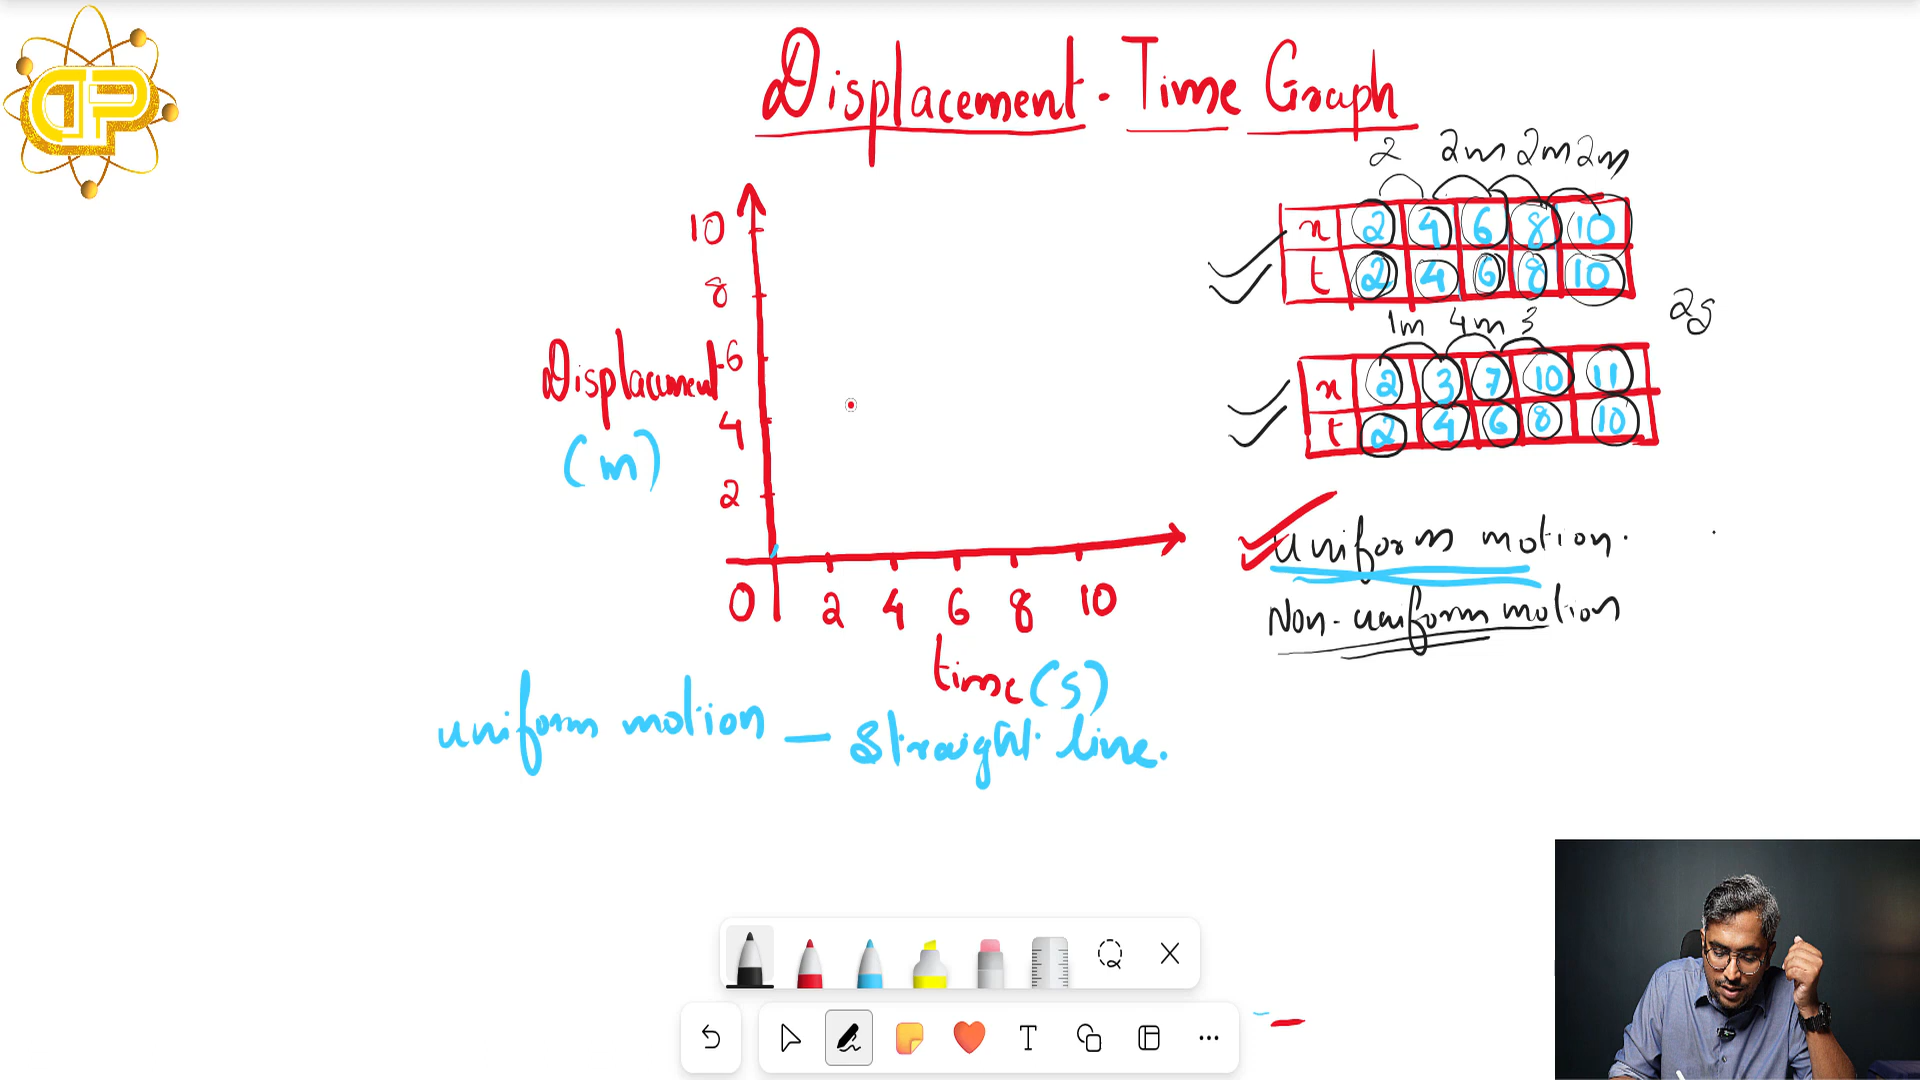 DP
Displacement - Time Graph
2 2m 2m 2m
x 2 4 6 8 10
t 2 4 6 8 10
2s
1m 4m 3
x 2 3 7 10 11
t 2 4 6 8 10
10
8
6
Displacement
4
(m)
2
0 2 4 6 8 10
time (s)
uniform motion.
Non-uniform motion
uniform motion — straight line.
T